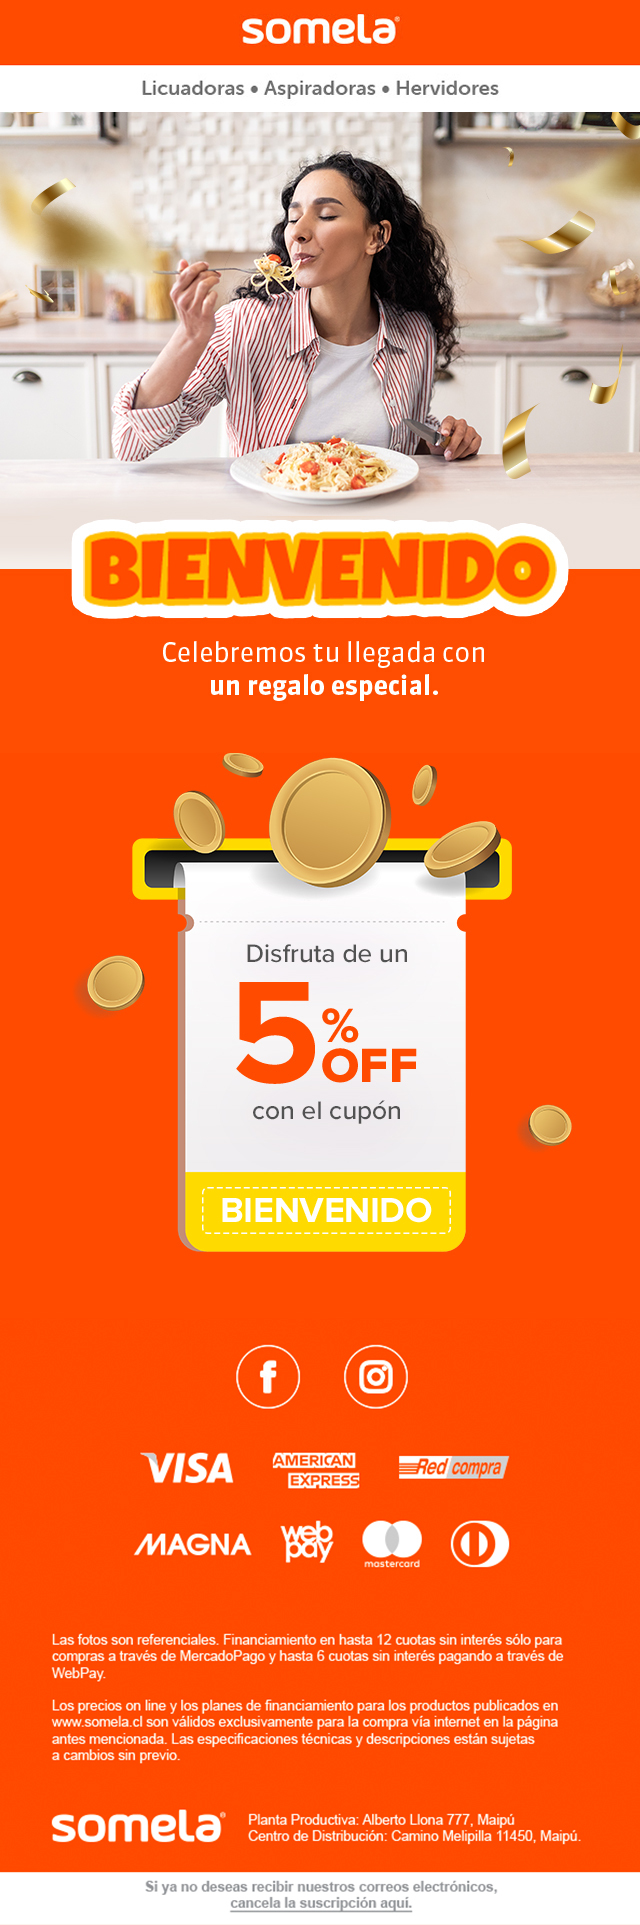 somela®
Licuadoras • Aspiradoras • Hervidores
BIENVENIDO
Celebremos tu llegada con
un regalo especial.
Disfruta de un
5%
OFF
con el cupón
BIENVENIDO
f
VISA
AMERICAN
EXPRESS
Red compra
MAGNA
web
pay
mastercard
Las fotos son referenciales. Financiamiento en hasta 12 cuotas sin interés sólo para
compras a través de MercadoPago y hasta 6 cuotas sin interés pagando a través de
WebPay.
Los precios on line y los planes de financiamiento para los productos publicados en
www.somela.cl son válidos exclusivamente para la compra vía internet en la página
antes mencionada. Las especificaciones técnicas y descripciones están sujetas
a cambios sin previo.
somela®
Planta Productiva: Alberto Llona 777, Maipú
Centro de Distribución: Camino Melipilla 11450, Maipú.
Si ya no deseas recibir nuestros correos electrónicos,
cancela la suscripción aquí.